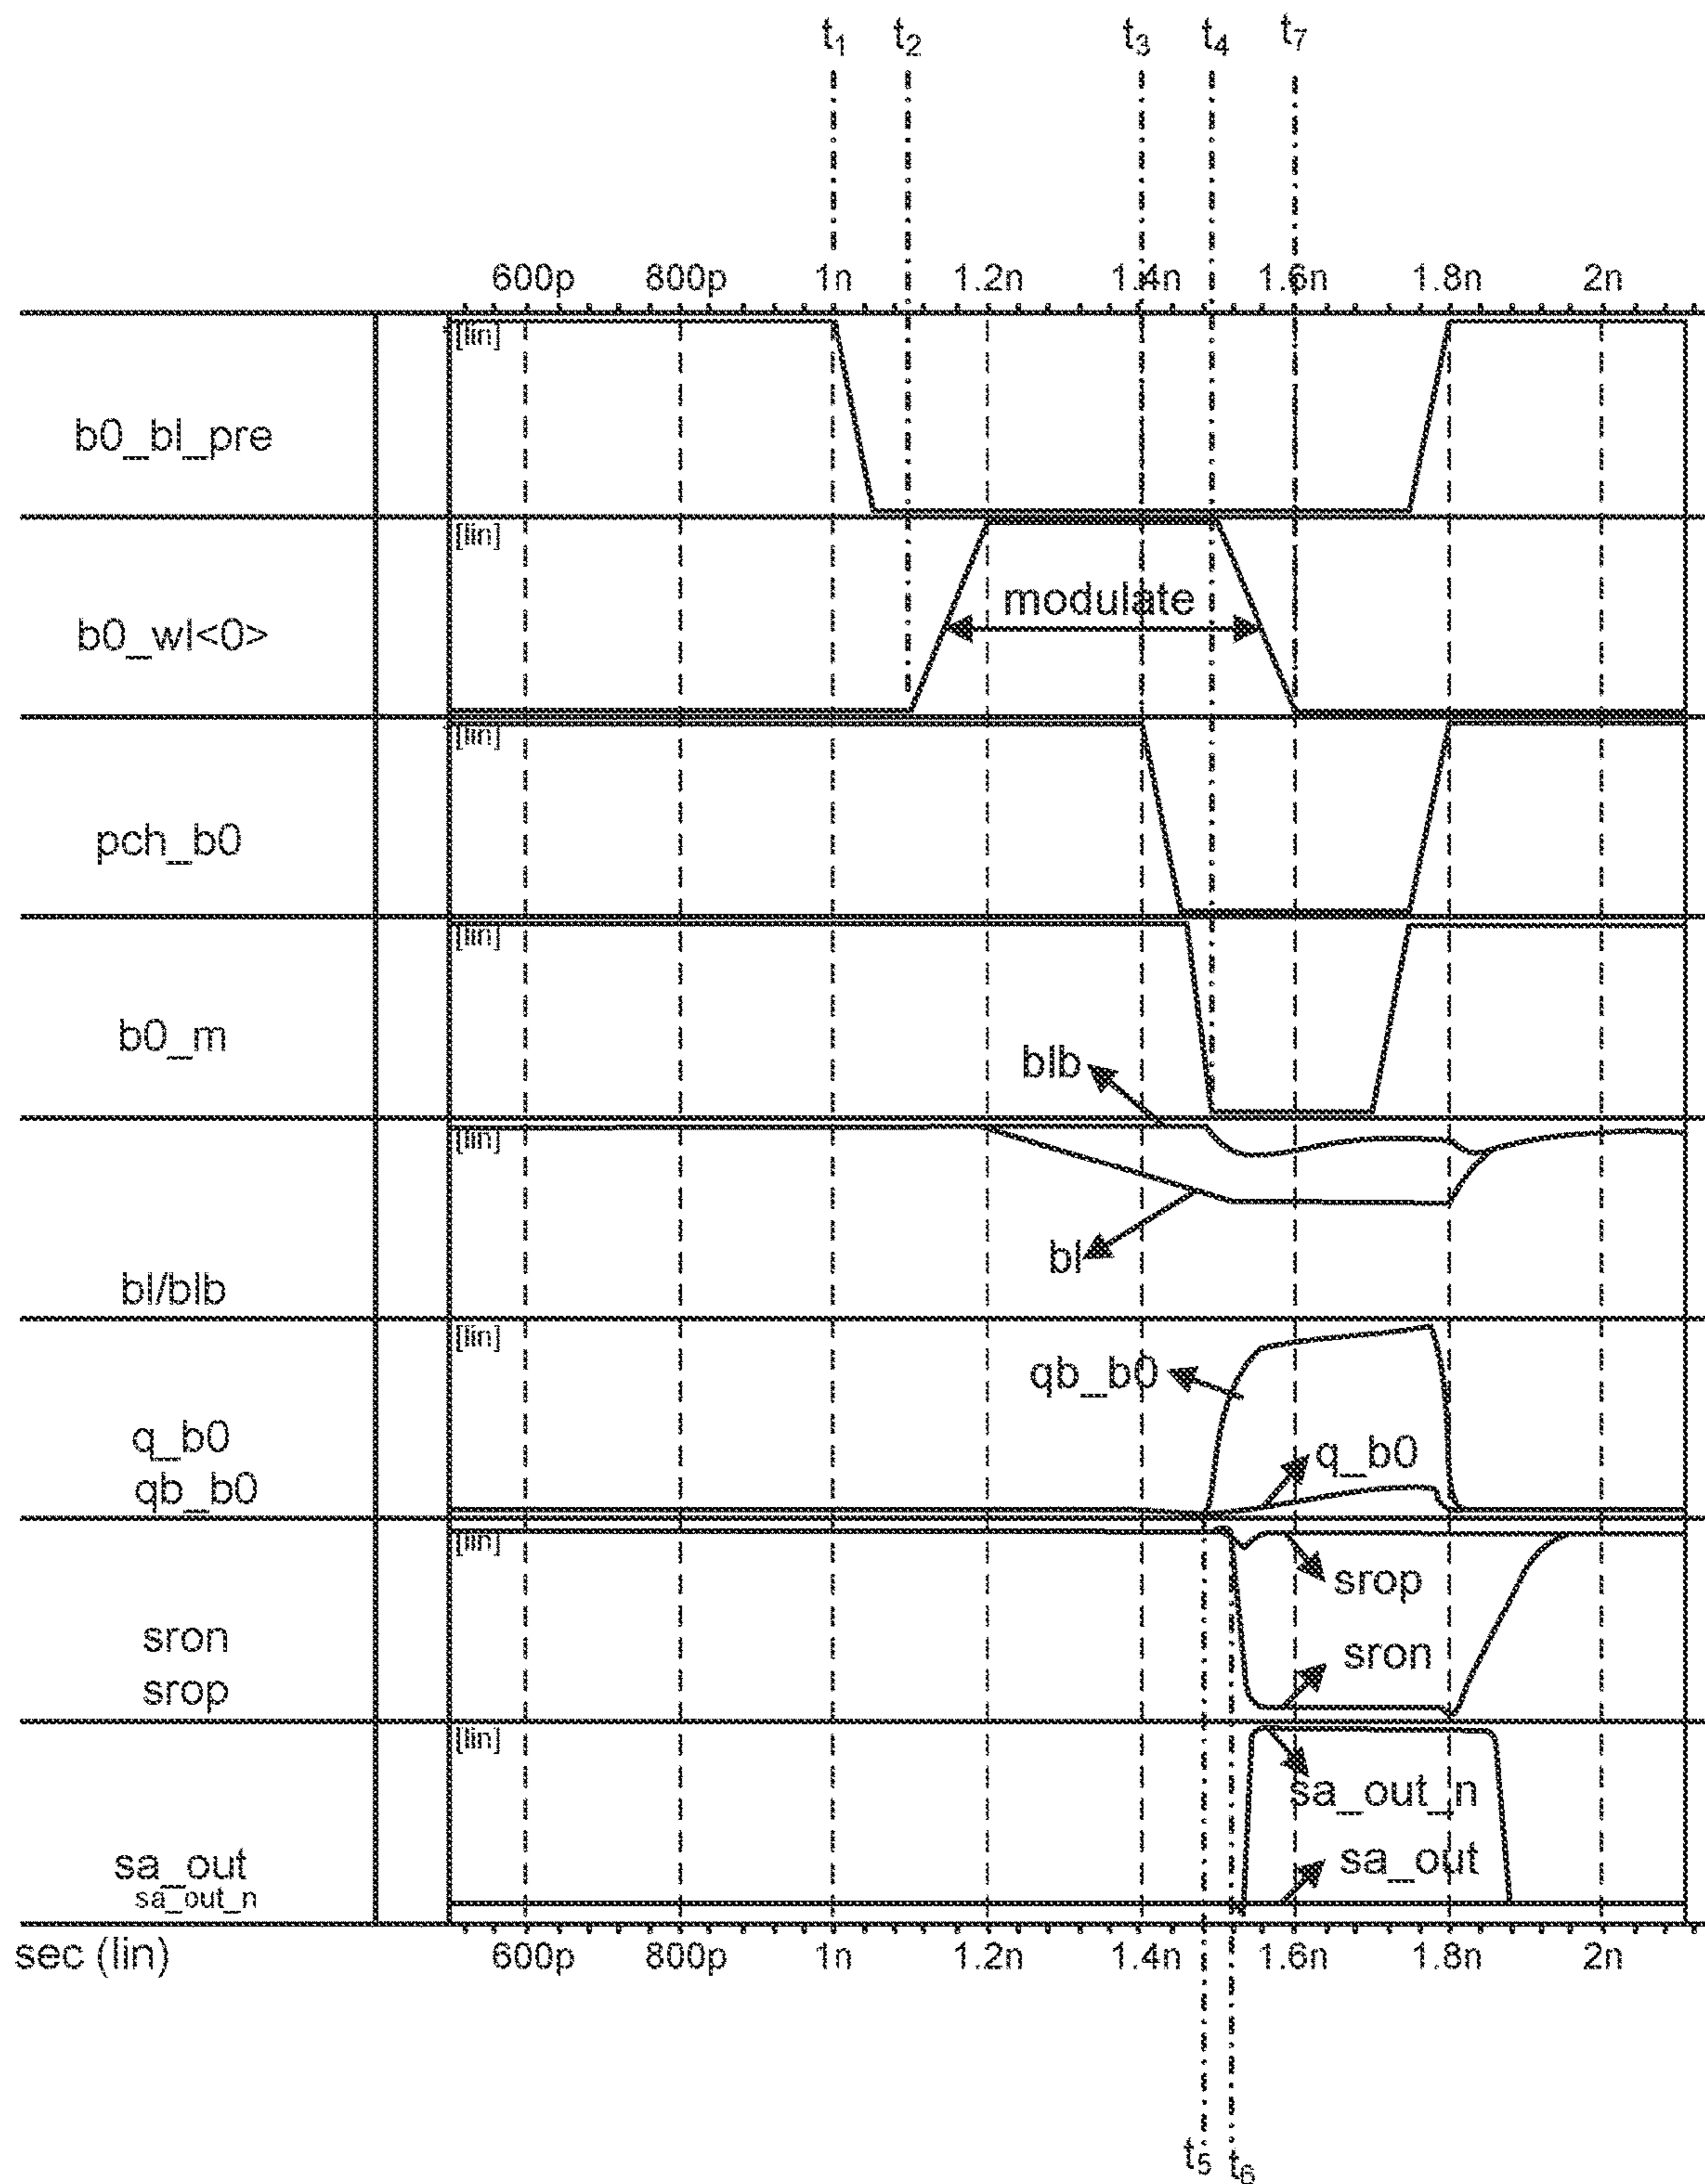 t₁ t₂ t₃ t₄ t₇
600p 800p 1n 1.2n 1.4n 1.6n 1.8n 2n
[lin]
b0_bl_pre
[lin]
modulate
b0_wl<0>
[lin]
pch_b0
[lin]
b0_m
blb
[lin]
bl
bl/blb
[lin]
qb_b0
q_b0
q_b0
qb_b0
[lin]
srop
sron
sron
srop
[lin]
sa_out_n
sa_out
sa_out
sa_out_n
sec (lin) 600p 800p 1n 1.2n 1.4n 1.6n 1.8n 2n
t₅ t₆